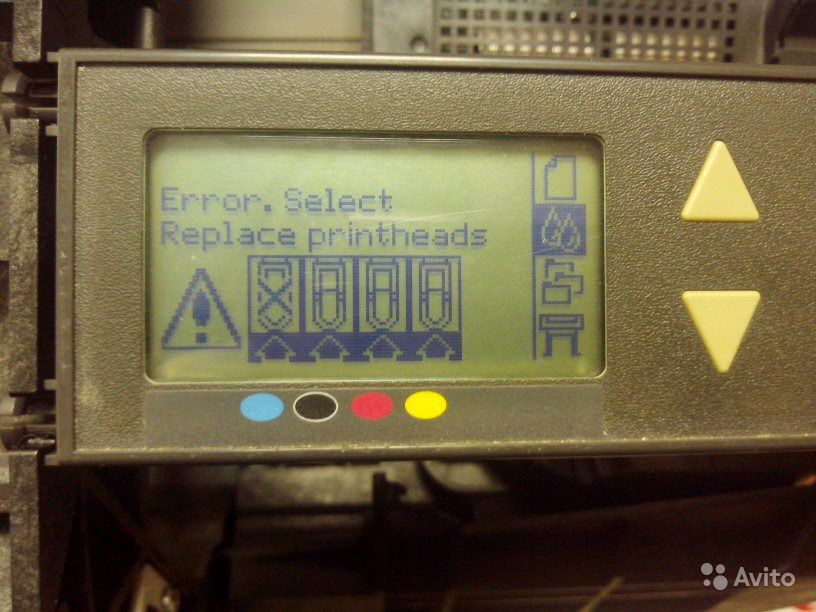 Error. Select
Replace printheads
Avito